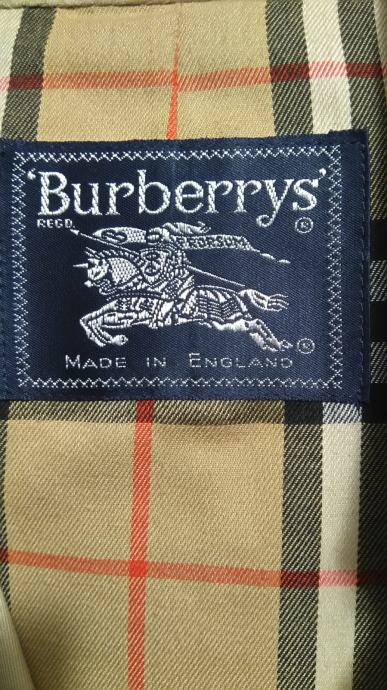 'Burberrys'
REGD.
®
PRORSUM
®
MADE IN ENGLAND